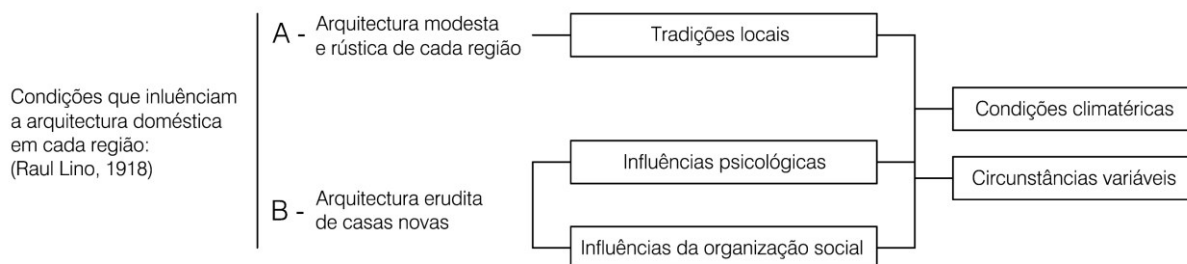 Condições que inluênciam
a arquitectura doméstica
em cada região:
(Raul Lino, 1918)
A - Arquitectura modesta
e rústica de cada região
B - Arquitectura erudita
de casas novas
Tradições locais
Influências psicológicas
Influências da organização social
Condições climatéricas
Circunstâncias variáveis